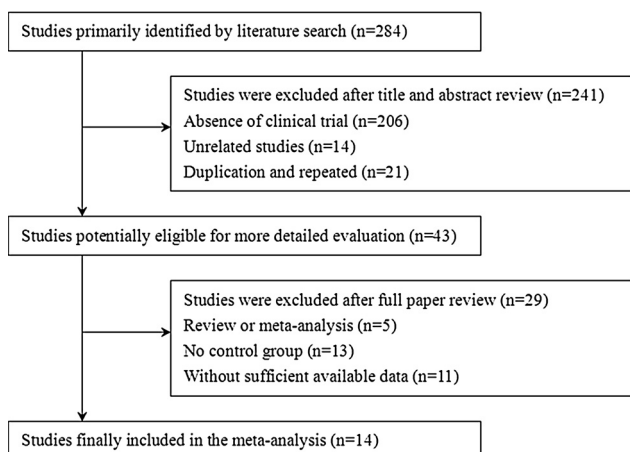 Studies primarily identified by literature search (n=284)
Studies were excluded after title and abstract review (n=241)
Absence of clinical trial (n=206)
Unrelated studies (n=14)
Duplication and repeated (n=21)
Studies potentially eligible for more detailed evaluation (n=43)
Studies were excluded after full paper review (n=29)
Review or meta-analysis (n=5)
No control group (n=13)
Without sufficient available data (n=11)
Studies finally included in the meta-analysis (n=14)